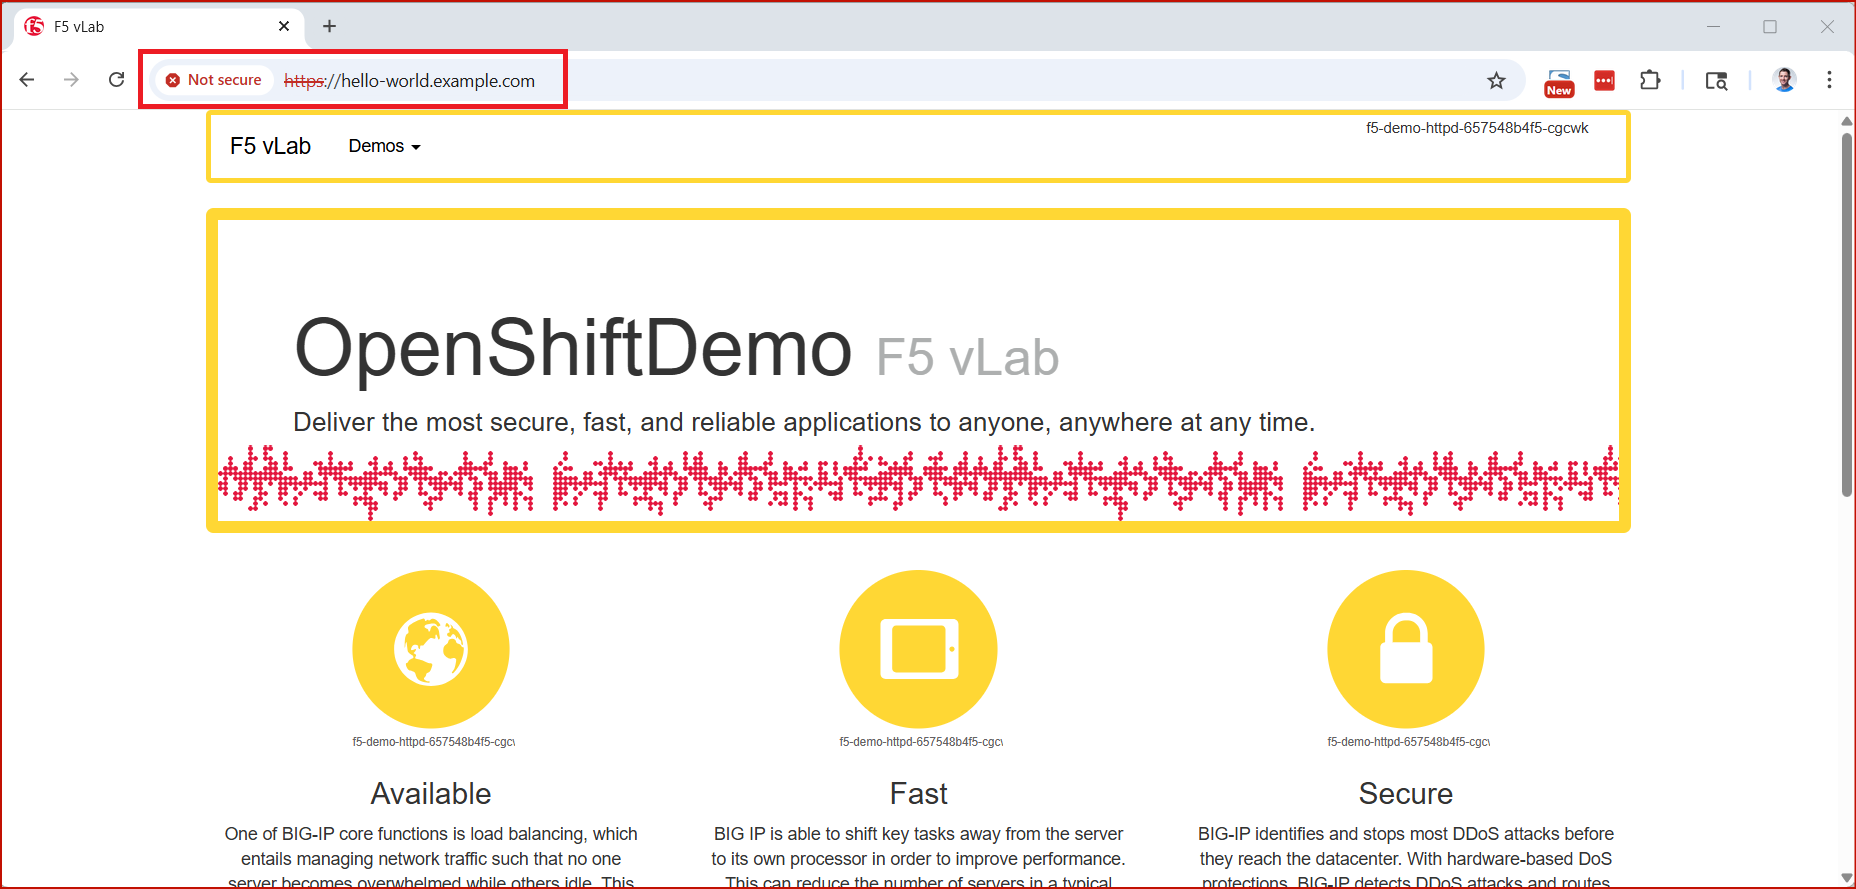 F5 vLab
Not secure
https://hello-world.example.com
New
F5 vLab
Demos
f5-demo-httpd-657548b4f5-cgcwk
OpenShiftDemo F5 vLab
Deliver the most secure, fast, and reliable applications to anyone, anywhere at any time.
f5-demo-httpd-657548b4f5-cgc
Available
One of BIG-IP core functions is load balancing, which
entails managing network traffic such that no one
server becomes overwhelmed while others idle. This
f5-demo-httpd-657548b4f5-cgc
Fast
BIG IP is able to shift key tasks away from the server
to its own processor in order to improve performance.
This can reduce the number of servers in a typical
f5-demo-httpd-657548b4f5-cgc
Secure
BIG-IP identifies and stops most DDoS attacks before
they reach the datacenter. With hardware-based DoS
protections, BIG-IP detects DDoS attacks and routes